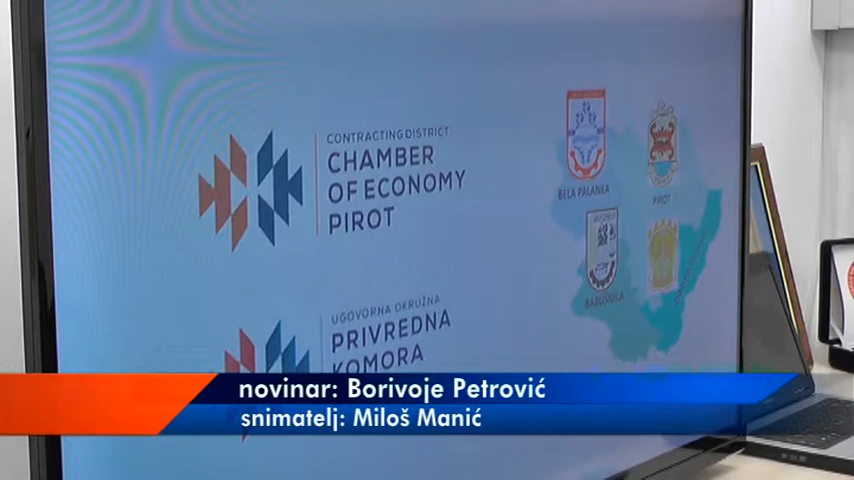 CONTRACTING DISTRICT
CHAMBER
OF ECONOMY
PIROT
BELA PALANKA
PIROT
BABUŠNICA
UGOVORNA OKRUŽNA
PRIVREDNA
KOMORA
novinar: Borivoje Petrović
snimatelj: Miloš Manić